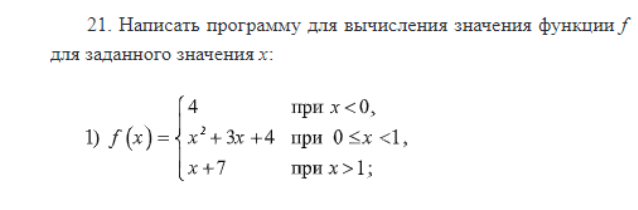 21. Написать программу для вычисления значения функции f
для заданного значения x:
4 при x<0,
1) f (x) = { x² + 3x +4 при 0 ≤x <1,
x +7 при x>1;